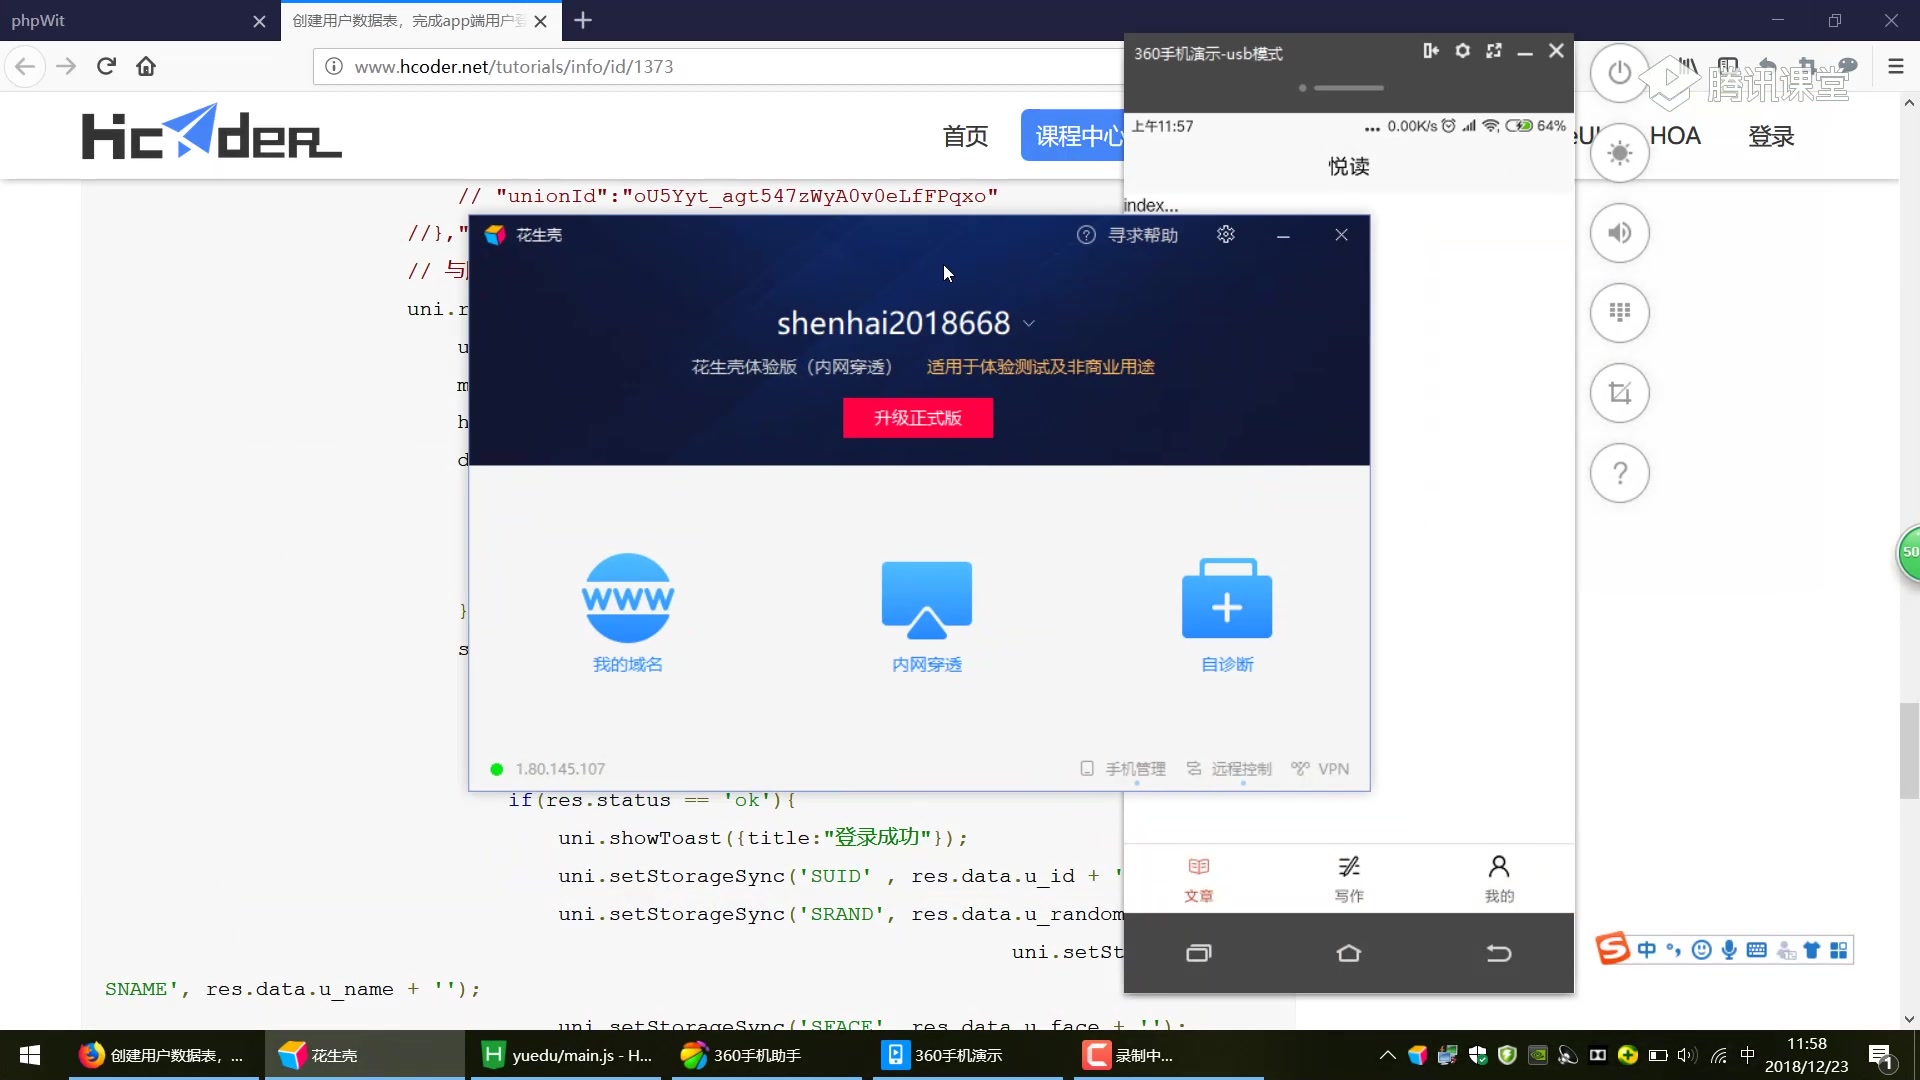 phpWit
创建用户数据表，完成app端用户登
www.hcoder.net/tutorials/info/id/1373
360手机演示-usb模式
腾讯课堂
HicODER_
首页
课程中心
HOA
登录
上午11:57
0.00K/s
64%
悦读
index...
// "unionId":"oU5Yyt_agt547zWyA0v0eLfFPqxo"
//},"
// 与
uni.r
u
m
h
d
}
s
花生壳
寻求帮助
shenhai2018668
花生壳体验版（内网穿透）
适用于体验测试及非商业用途
升级正式版
www
我的域名
内网穿透
自诊断
1.80.145.107
手机管理
远程控制
VPN
50
if(res.status == 'ok'){
uni.showToast({title:"登录成功"});
uni.setStorageSync('SUID' , res.data.u_id + '
uni.setStorageSync('SRAND', res.data.u_random
uni.setSt
SNAME', res.data.u_name + '');
uni.setStorageSync('SFACE', res.data.u_face + '');
文章
写作
我的
中
创建用户数据表，...
花生壳
yuedu/main.js - H...
360手机助手
360手机演示
录制中...
中
11:58
2018/12/23
1